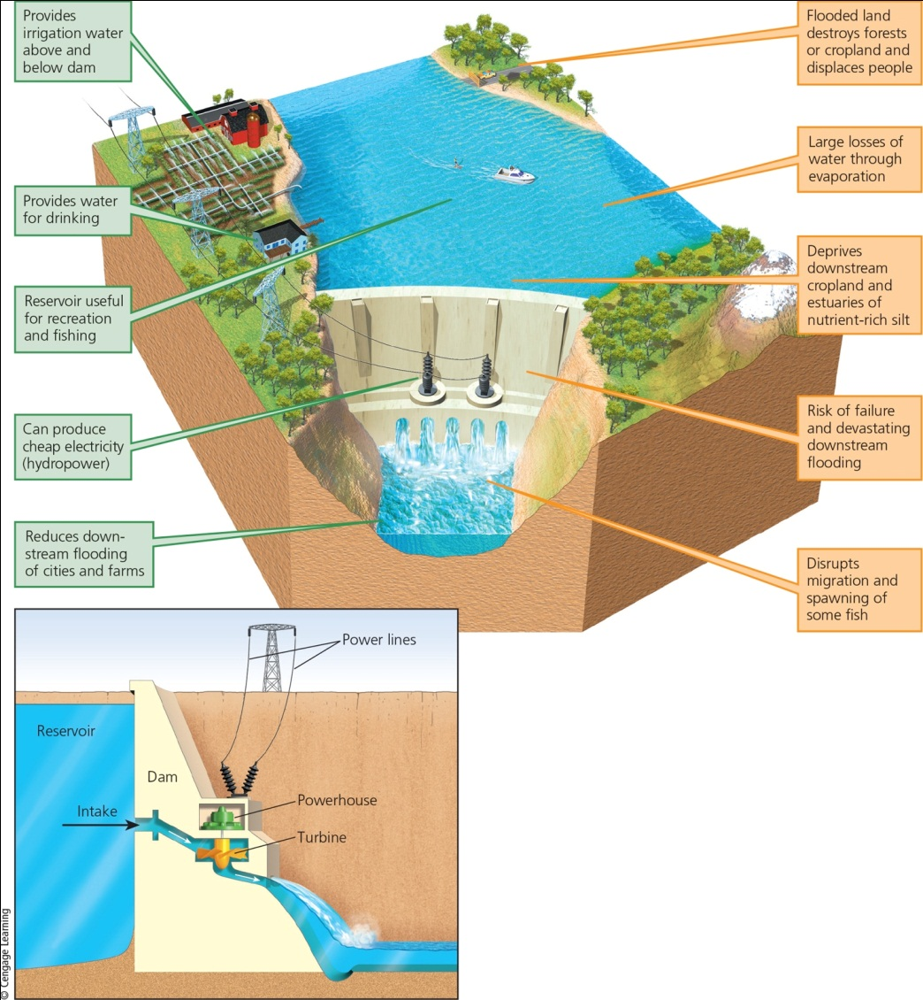 Provides
irrigation water
above and
below dam
Provides water
for drinking
Reservoir useful
for recreation
and fishing
Can produce
cheap electricity
(hydropower)
Reduces down-
stream flooding
of cities and farms
Flooded land
destroys forests
or cropland and
displaces people
Large losses of
water through
evaporation
Deprives
downstream
cropland and
estuaries of
nutrient-rich silt
Risk of failure
and devastating
downstream
flooding
Disrupts
migration and
spawning of
some fish
Power lines
Reservoir
Dam
Intake
Powerhouse
Turbine
© Cengage Learning